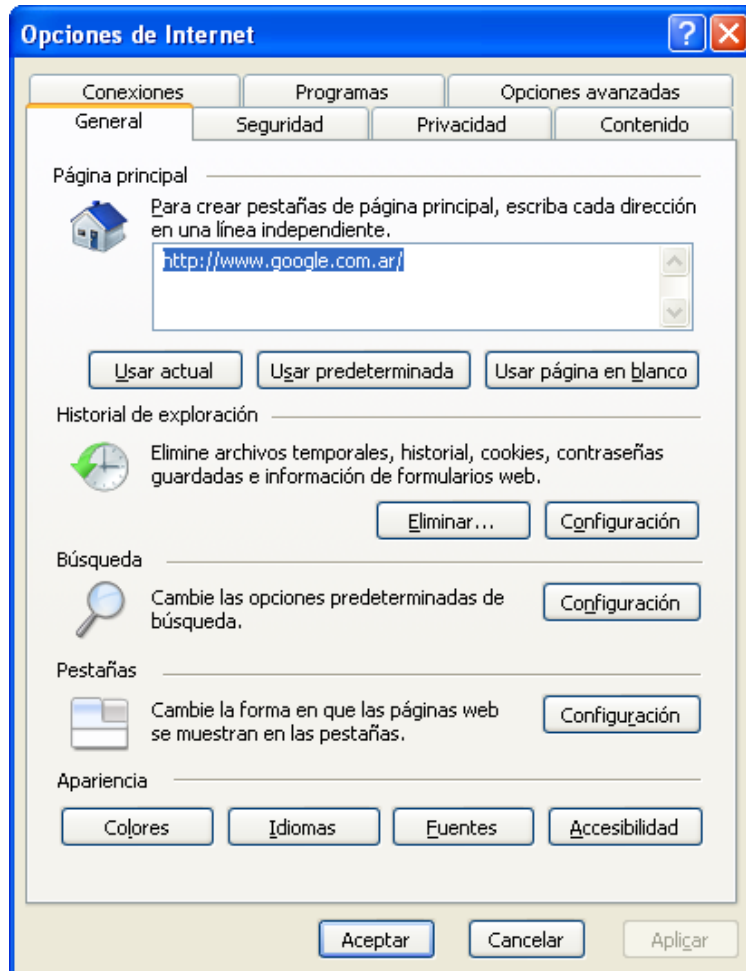 Opciones de Internet
Conexiones Programas Opciones avanzadas
General Seguridad Privacidad Contenido
Página principal
Para crear pestañas de página principal, escriba cada dirección
en una línea independiente.
http://www.google.com.ar/
Usar actual Usar predeterminada Usar página en blanco
Historial de exploración
Elimine archivos temporales, historial, cookies, contraseñas
guardadas e información de formularios web.
Eliminar... Configuración
Búsqueda
Cambie las opciones predeterminadas de
búsqueda.
Configuración
Pestañas
Cambie la forma en que las páginas web
se muestran en las pestañas.
Configuración
Apariencia
Colores Idiomas Fuentes Accesibilidad
Aceptar Cancelar Aplicar